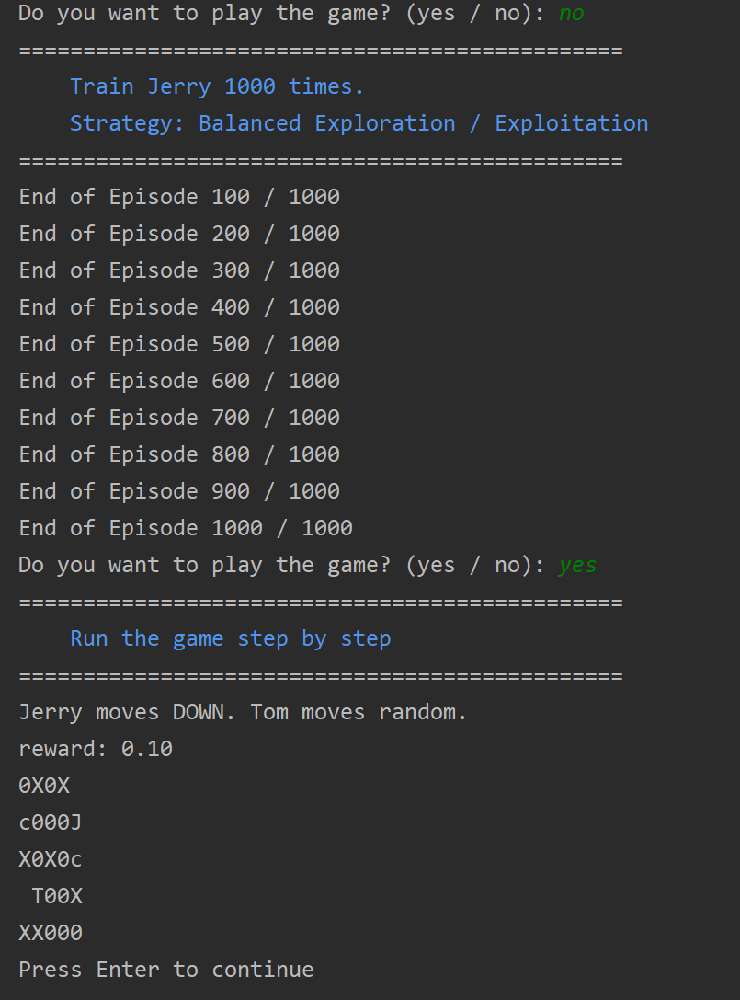 Do you want to play the game? (yes / no): no
===============================================
    Train Jerry 1000 times.
    Strategy: Balanced Exploration / Exploitation
===============================================
End of Episode 100 / 1000
End of Episode 200 / 1000
End of Episode 300 / 1000
End of Episode 400 / 1000
End of Episode 500 / 1000
End of Episode 600 / 1000
End of Episode 700 / 1000
End of Episode 800 / 1000
End of Episode 900 / 1000
End of Episode 1000 / 1000
Do you want to play the game? (yes / no): yes
===============================================
    Run the game step by step
===============================================
Jerry moves DOWN. Tom moves random.
reward: 0.10
0X0X
c000J
X0X0c
 T00X
XX000
Press Enter to continue